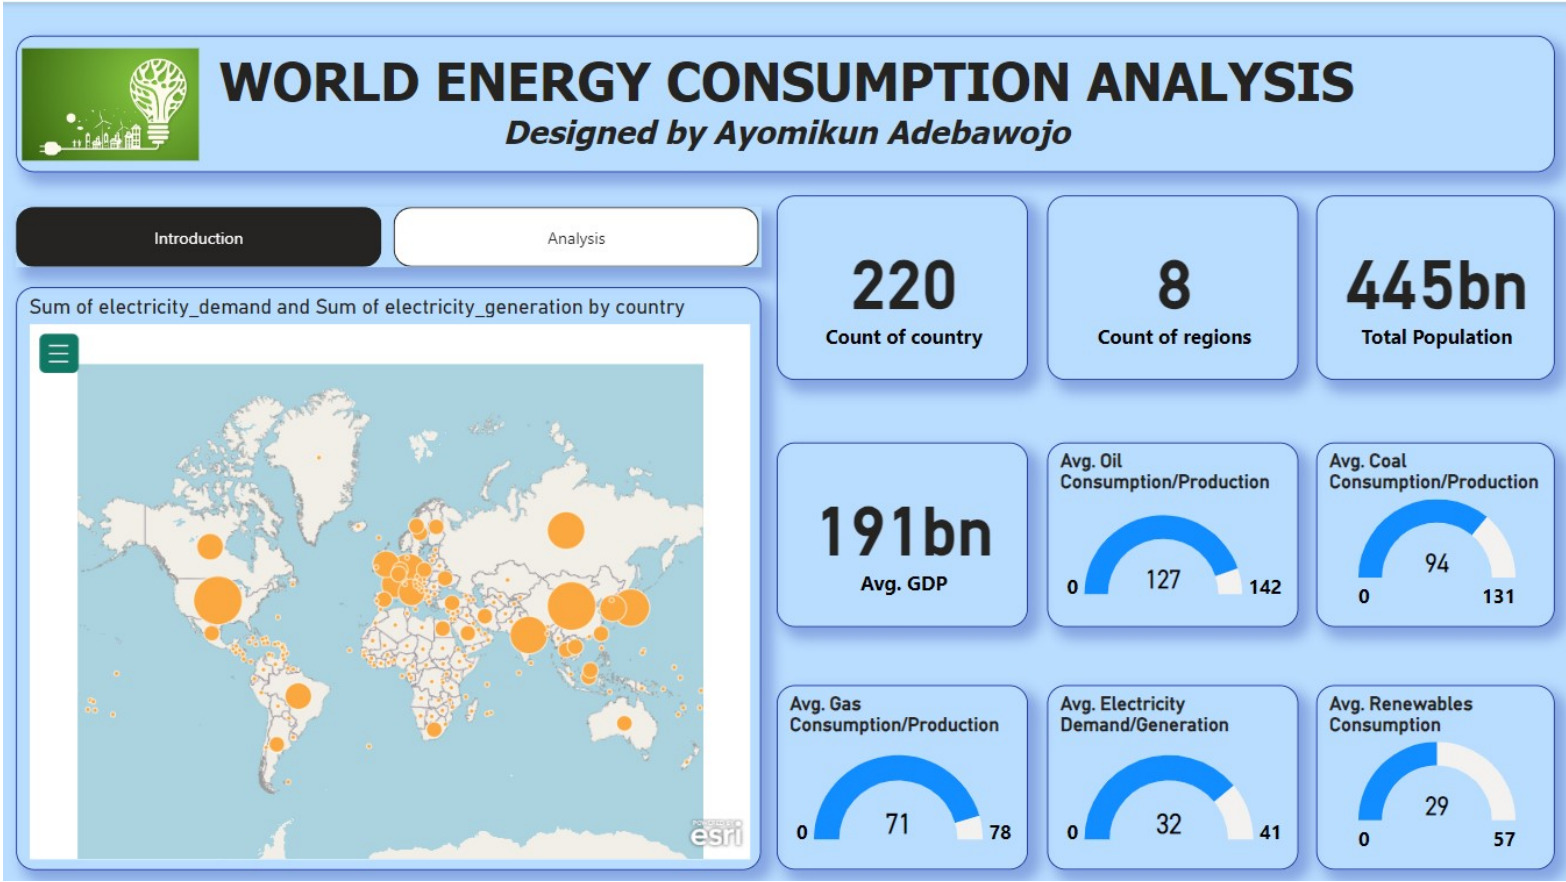 WORLD ENERGY CONSUMPTION ANALYSIS
Designed by Ayomikun Adebawojo
Introduction
Analysis
Sum of electricity_demand and Sum of electricity_generation by country
POWERED BY
esri
220
Count of country
8
Count of regions
445bn
Total Population
191bn
Avg. GDP
Avg. Oil
Consumption/Production
127
0
142
Avg. Coal
Consumption/Production
94
0
131
Avg. Gas
Consumption/Production
71
0
78
Avg. Electricity
Demand/Generation
32
0
41
Avg. Renewables
Consumption
29
0
57